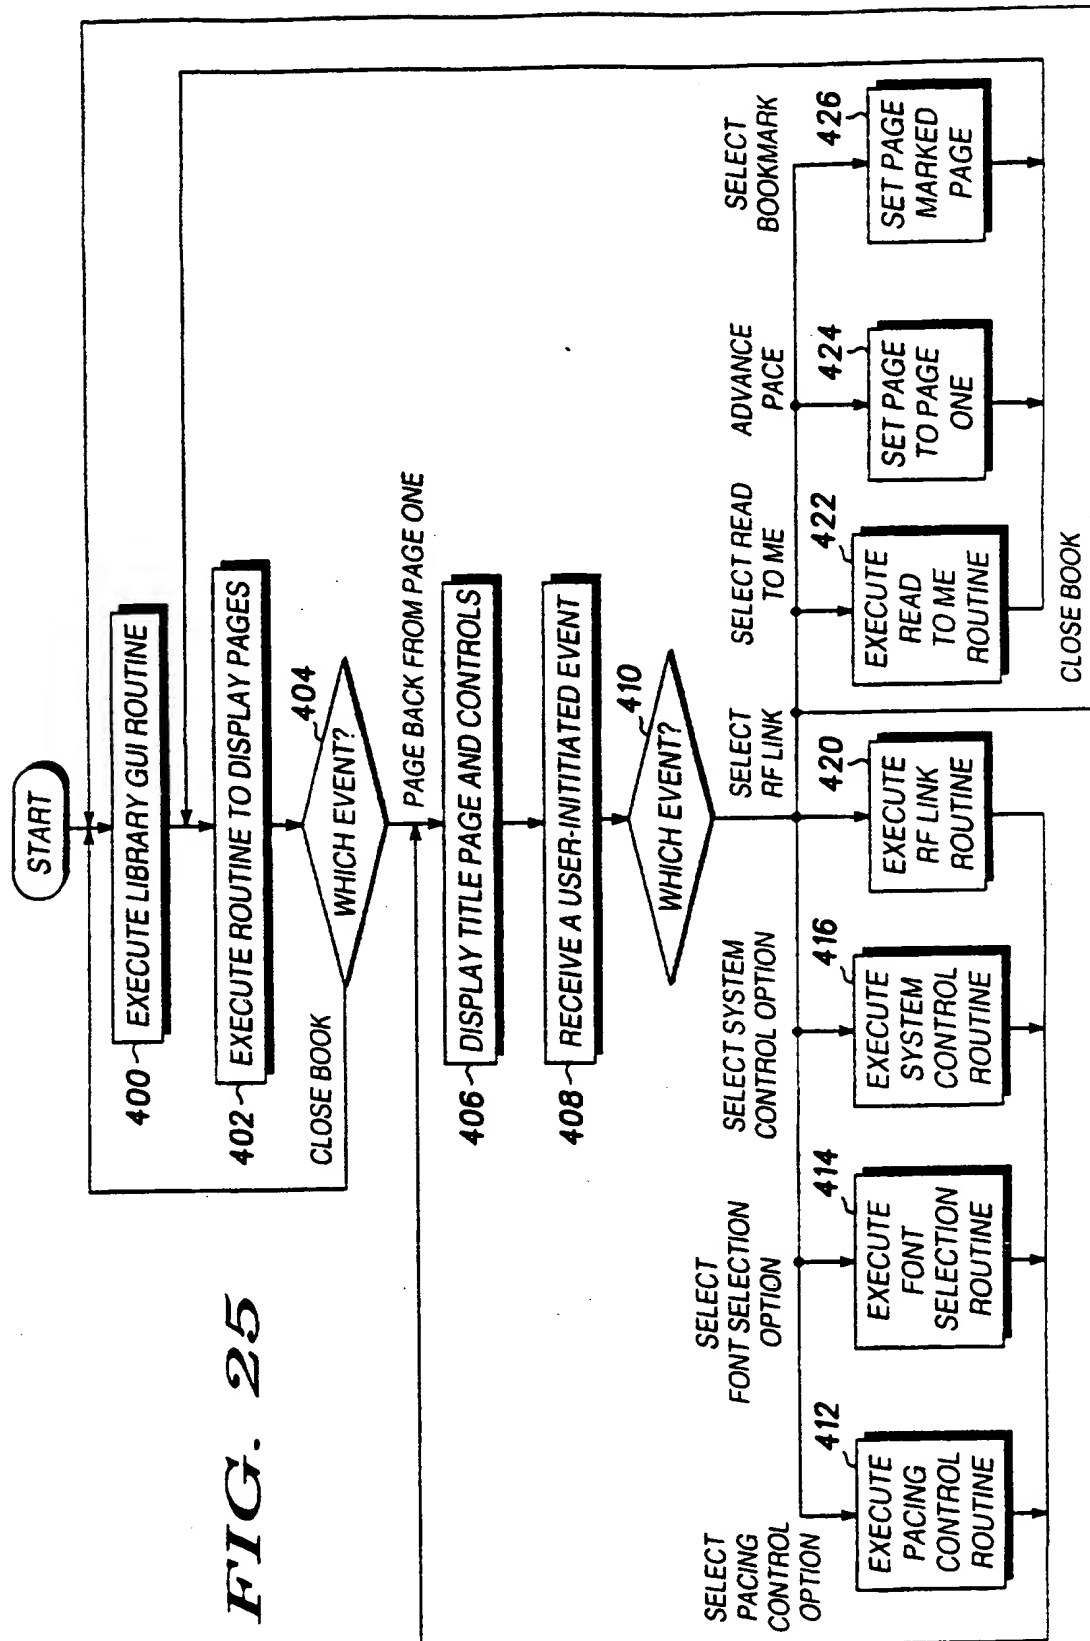 START
EXECUTE LIBRARY GUI ROUTINE
400
EXECUTE ROUTINE TO DISPLAY PAGES
402
WHICH EVENT?
404
CLOSE BOOK
PAGE BACK FROM PAGE ONE
DISPLAY TITLE PAGE AND CONTROLS
406
RECEIVE A USER-INITITIATED EVENT
408
WHICH EVENT?
410
SELECT
PACING
CONTROL
OPTION
412
EXECUTE
PACING
CONTROL
ROUTINE
SELECT
FONT SELECTION
OPTION
414
EXECUTE
FONT
SELECTION
ROUTINE
SELECT SYSTEM
CONTROL OPTION
416
EXECUTE
SYSTEM
CONTROL
ROUTINE
SELECT
RF LINK
420
EXECUTE
RF LINK
ROUTINE
CLOSE BOOK
SELECT READ
TO ME
422
EXECUTE
READ
TO ME
ROUTINE
ADVANCE
PACE
424
SET PAGE
TO PAGE
ONE
SELECT
BOOKMARK
426
SET PAGE
MARKED
PAGE
FIG. 25